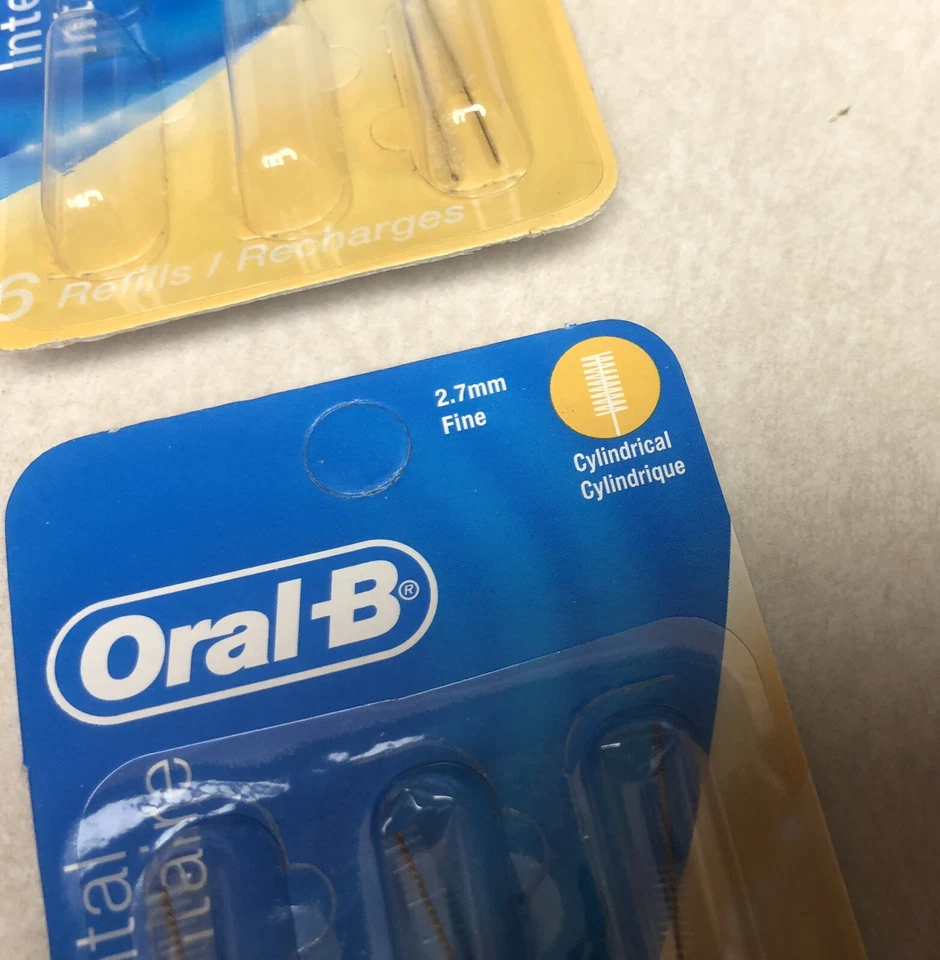 6 Refills / Recharges
2.7mm
Fine
Cylindrical
Cylindrique
Oral-B®